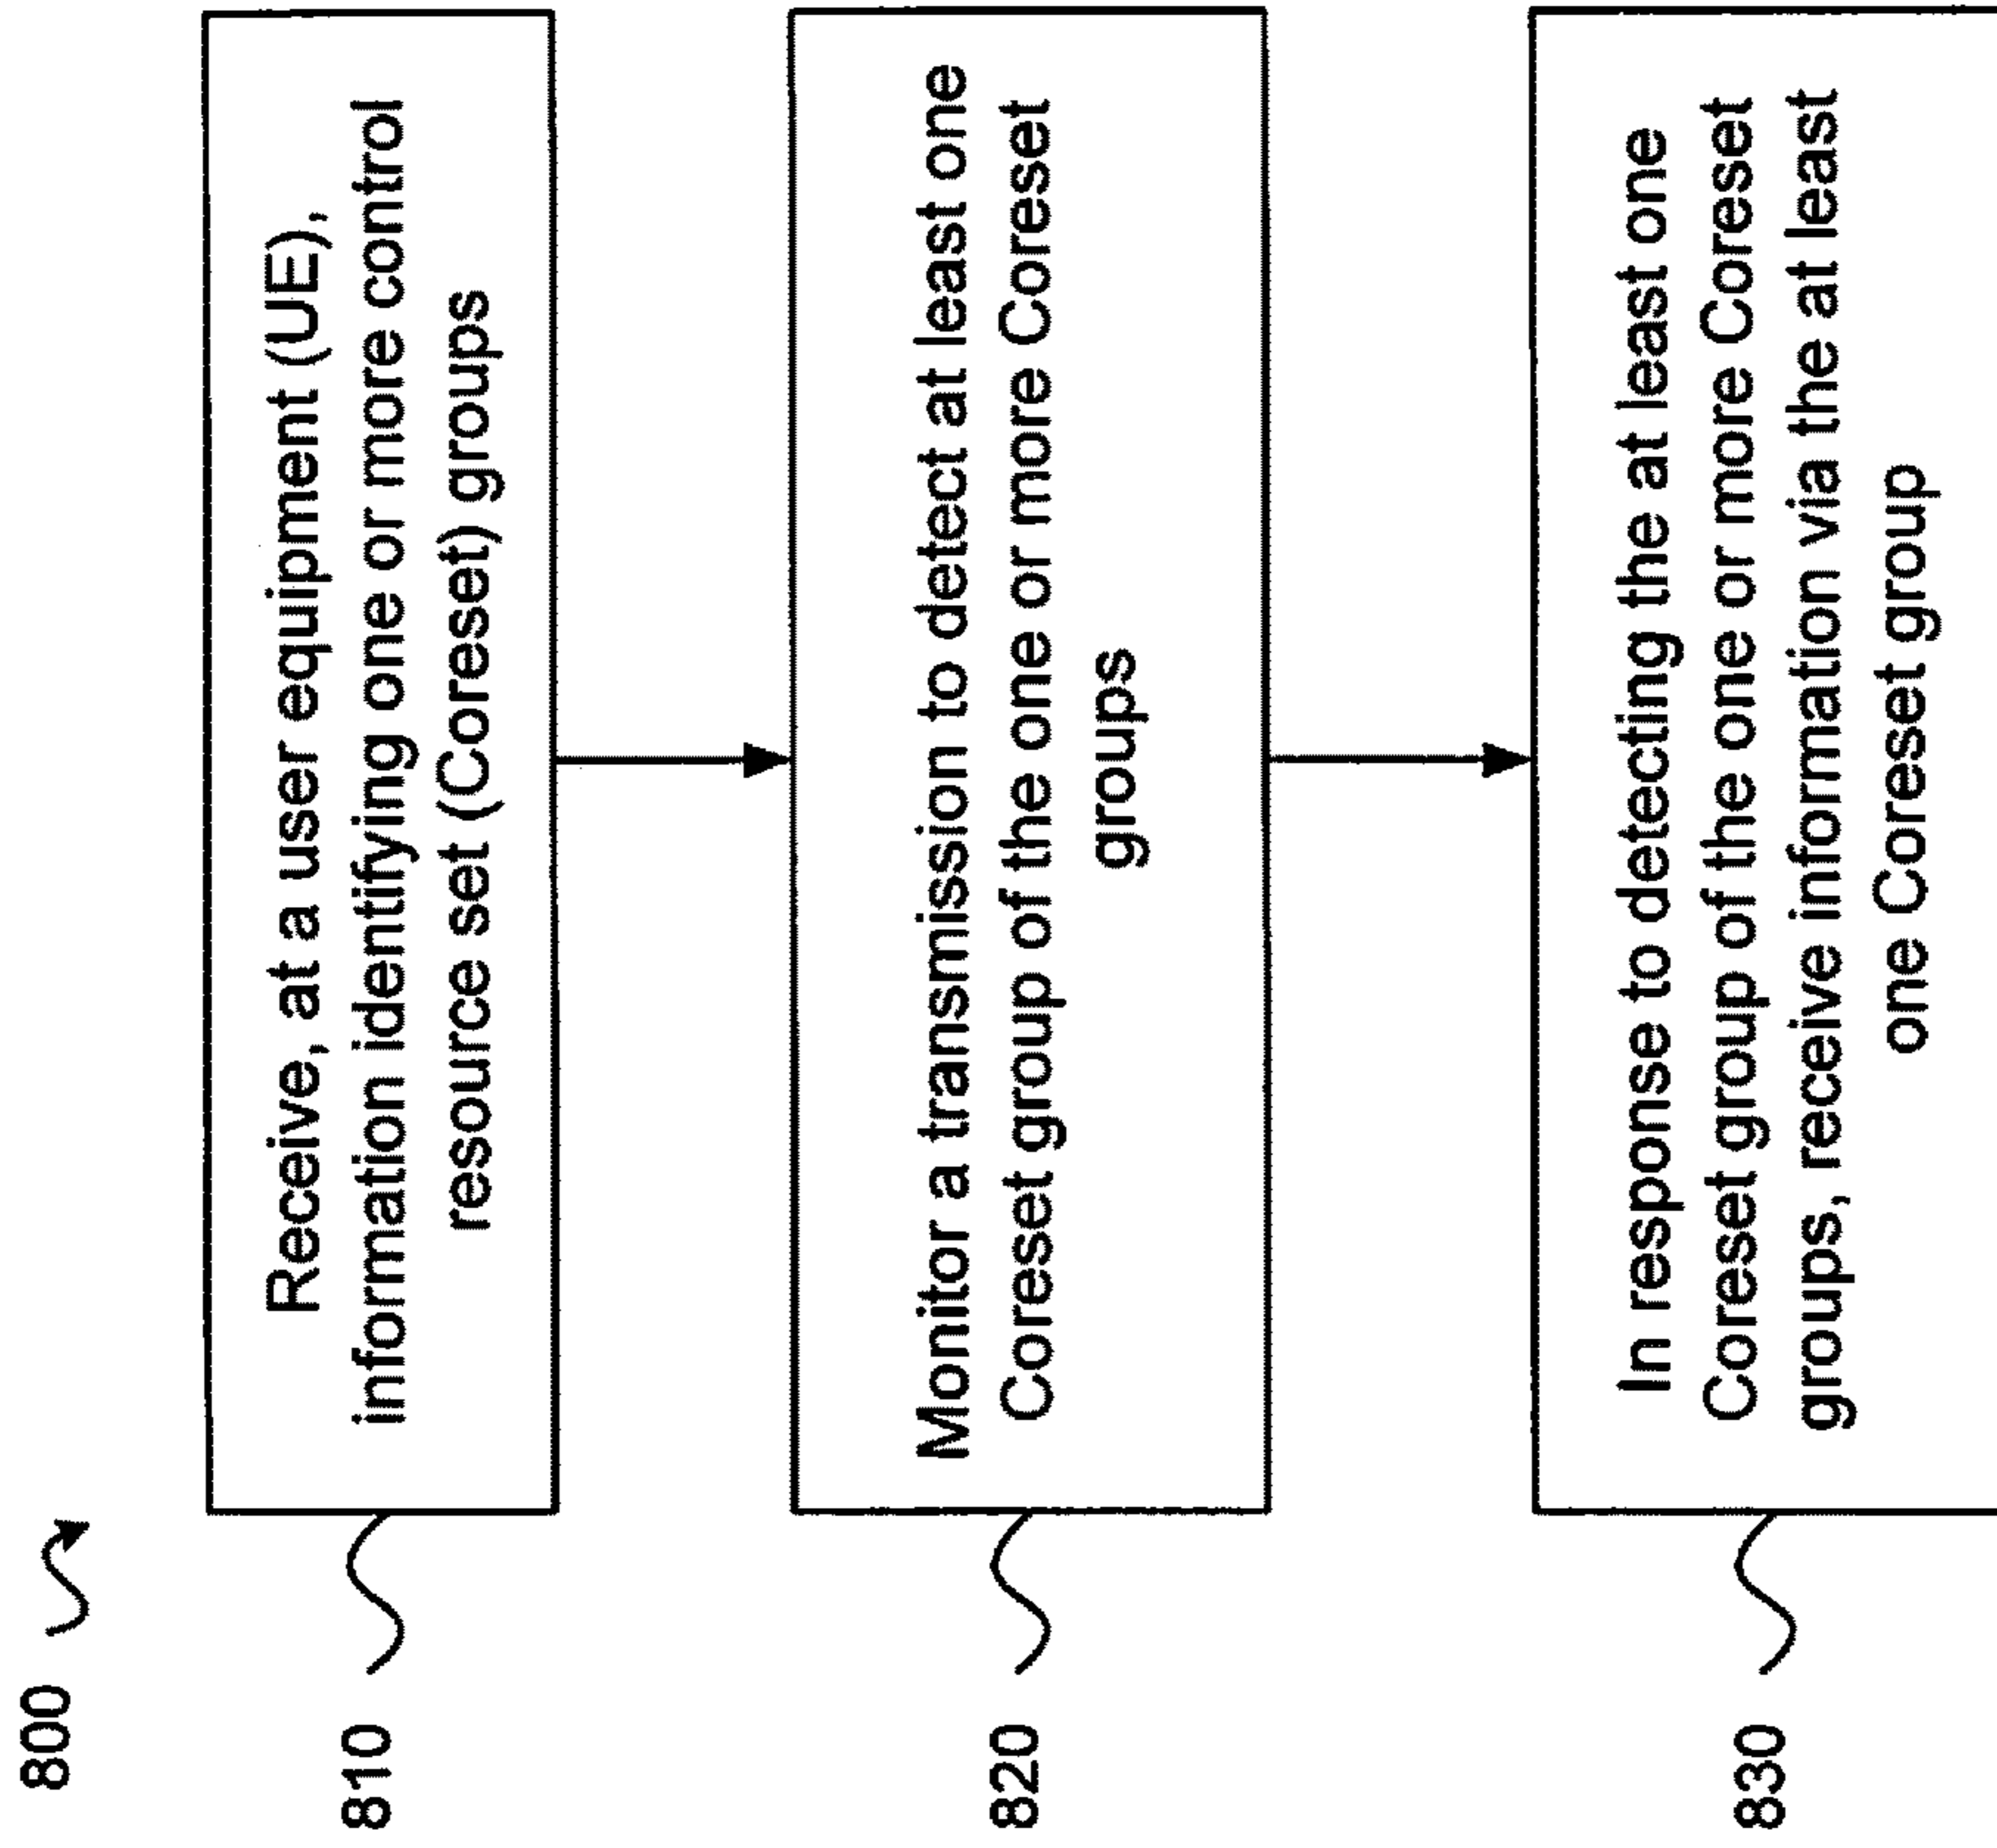 800
810
Receive, at a user equipment (UE),
information identifying one or more control
resource set (Coreset) groups
820
Monitor a transmission to detect at least one
Coreset group of the one or more Coreset
groups
830
In response to detecting the at least one
Coreset group of the one or more Coreset
groups, receive information via the at least
one Coreset group